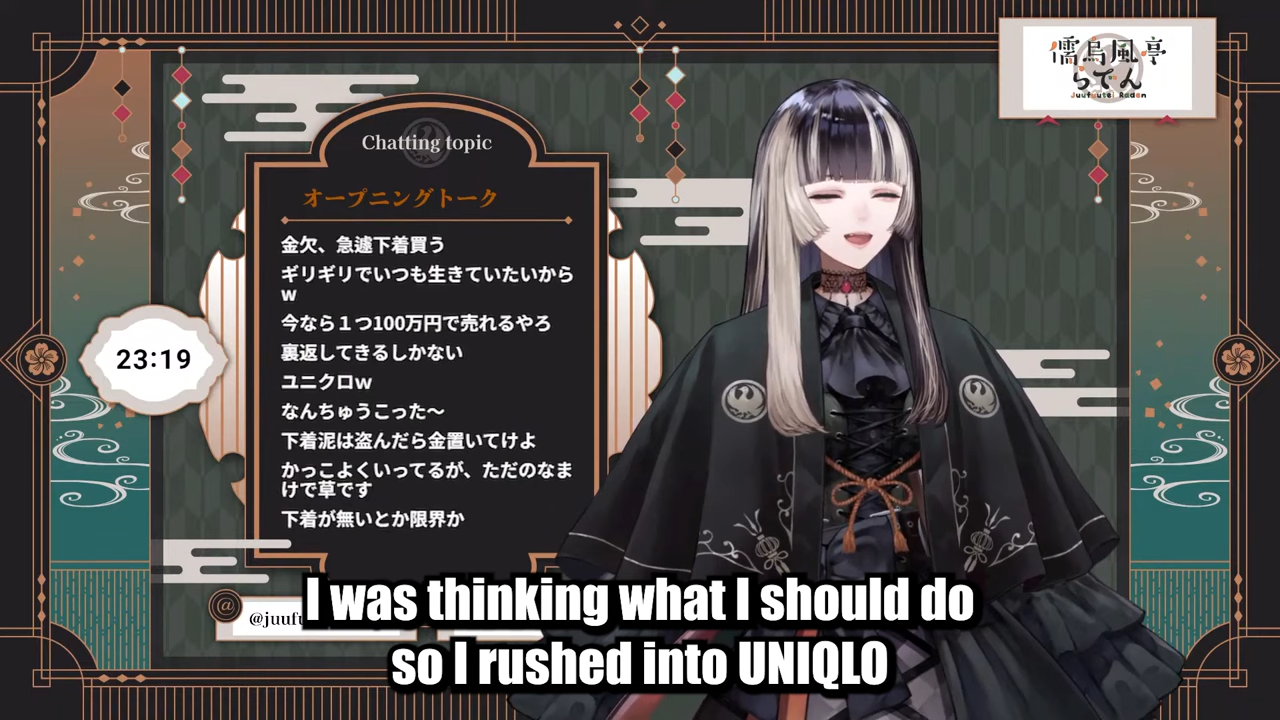 儒烏風亭
らでん
Juufuutei Raden
Chatting topic
オープニングトーク
金欠、急遽下着買う
ギリギリでいつも生きていたいから
w
今なら１つ100万円で売れるやろ
裏返してきるしかない
ユニクロw
なんちゅうこった〜
下着泥は盗んだら金置いてけよ
かっこよくいってるが、ただのなま
けで草です
下着が無いとか限界か
23:19
@
@juufu
I was thinking what I should do
so I rushed into UNIQLO